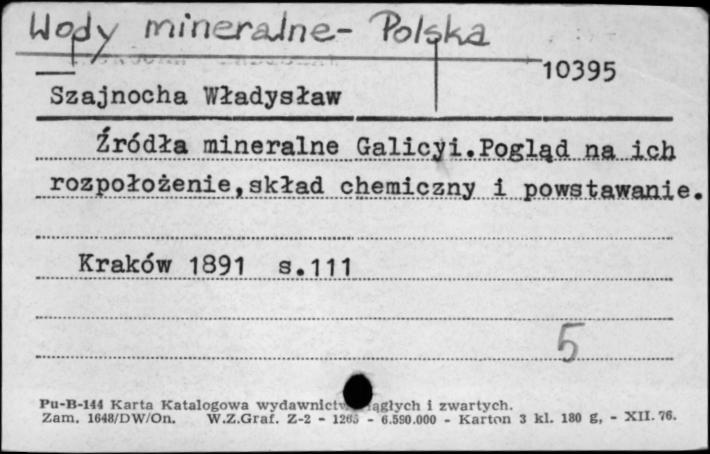 Wody mineralne - Polska
10395
Szajnocha Władysław
Źródła mineralne Galicyi.Pogląd na ich
rozpołożenie,skład chemiczny i powstawanie.
Kraków 1891 s.111
5
Pu-B-144 Karta Katalogowa wydawnictw ciągłych i zwartych.
Zam. 1648/DW/On. W.Z.Graf. Z-2 - 1265 - 6.590.000 - Karton 3 kl. 180 g, - XII. 76.